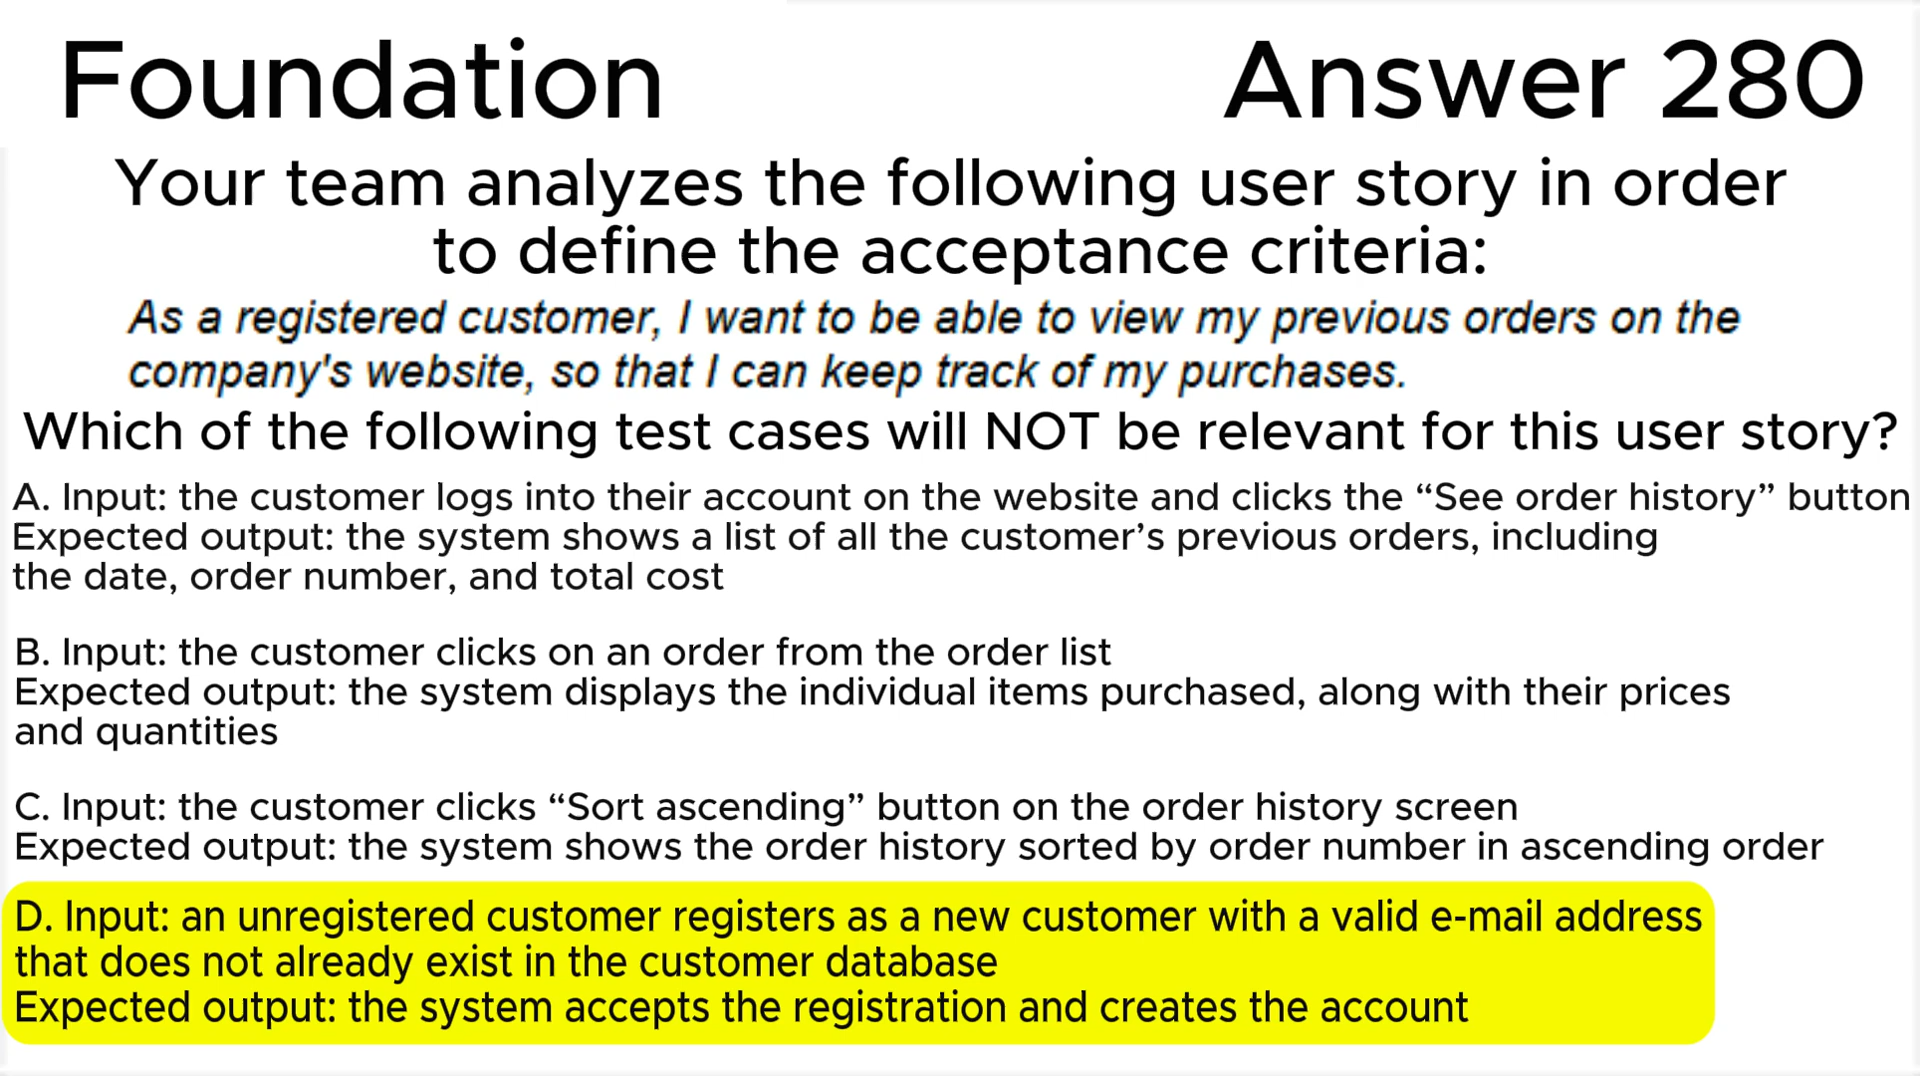 Foundation
Answer 280
Your team analyzes the following user story in order
to define the acceptance criteria:
As a registered customer, I want to be able to view my previous orders on the
company's website, so that I can keep track of my purchases.
Which of the following test cases will NOT be relevant for this user story?
A. Input: the customer logs into their account on the website and clicks the “See order history” button
Expected output: the system shows a list of all the customer’s previous orders, including
the date, order number, and total cost
B. Input: the customer clicks on an order from the order list
Expected output: the system displays the individual items purchased, along with their prices
and quantities
C. Input: the customer clicks “Sort ascending” button on the order history screen
Expected output: the system shows the order history sorted by order number in ascending order
D. Input: an unregistered customer registers as a new customer with a valid e-mail address
that does not already exist in the customer database
Expected output: the system accepts the registration and creates the account